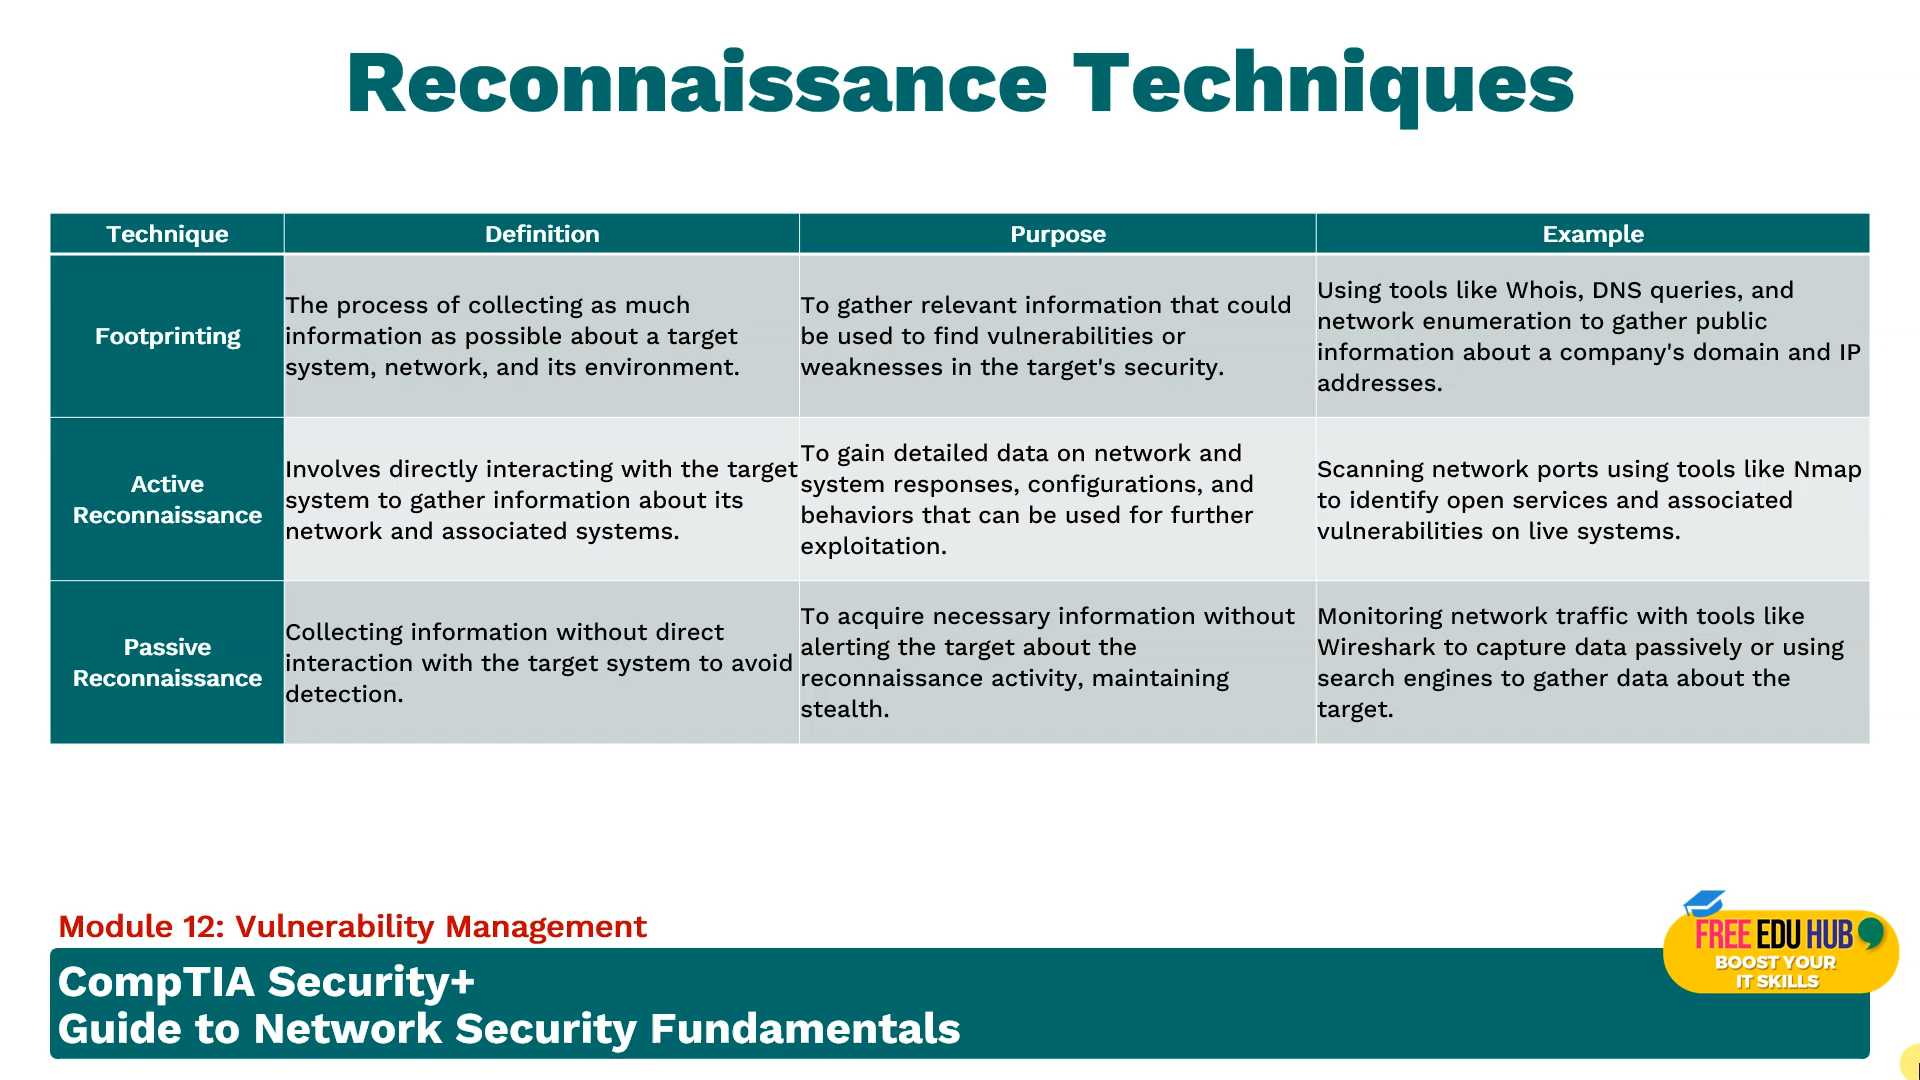 Reconnaissance Techniques
Technique
Definition
Purpose
Example
Footprinting
The process of collecting as much
information as possible about a target
system, network, and its environment.
To gather relevant information that could
be used to find vulnerabilities or
weaknesses in the target's security.
Using tools like Whois, DNS queries, and
network enumeration to gather public
information about a company's domain and IP
addresses.
Active
Reconnaissance
Involves directly interacting with the target
system to gather information about its
network and associated systems.
To gain detailed data on network and
system responses, configurations, and
behaviors that can be used for further
exploitation.
Scanning network ports using tools like Nmap
to identify open services and associated
vulnerabilities on live systems.
Passive
Reconnaissance
Collecting information without direct
interaction with the target system to avoid
detection.
To acquire necessary information without
alerting the target about the
reconnaissance activity, maintaining
stealth.
Monitoring network traffic with tools like
Wireshark to capture data passively or using
search engines to gather data about the
target.
Module 12: Vulnerability Management
CompTIA Security+
Guide to Network Security Fundamentals
FREE EDU HUB
BOOST YOUR
IT SKILLS